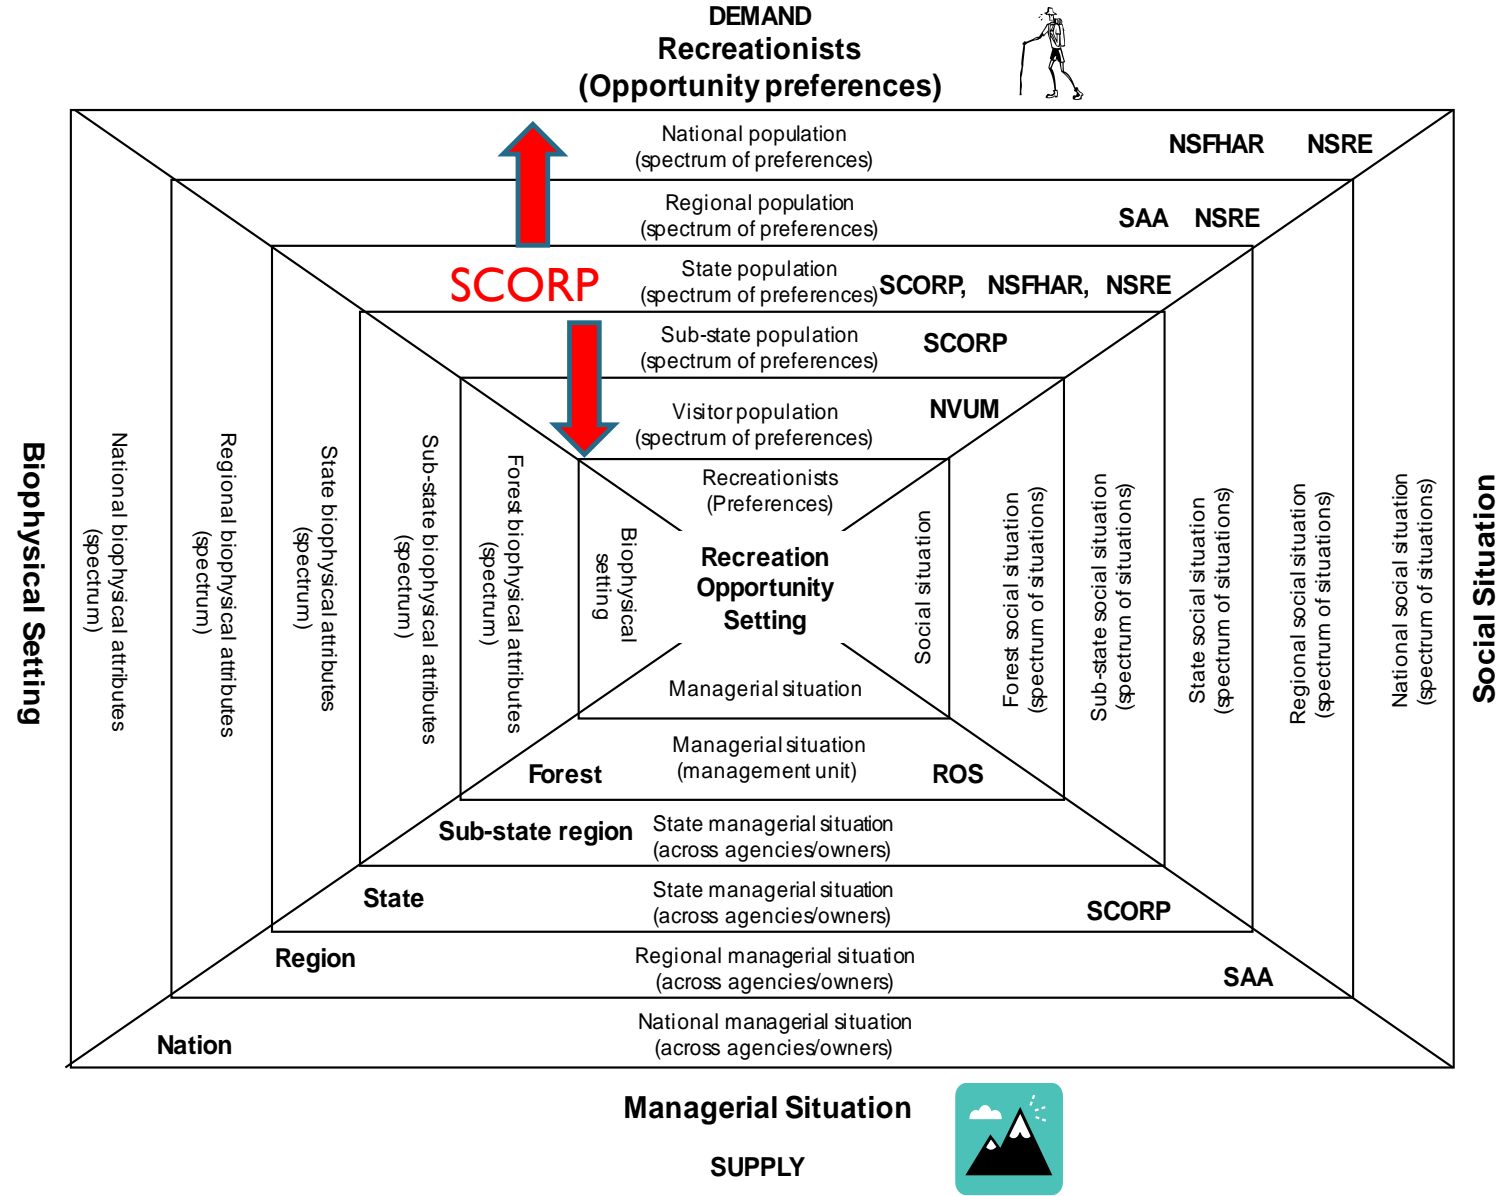 DEMAND
Recreationists
(Opportunity preferences)
National population
(spectrum of preferences)
NSFHAR NSRE
Regional population
(spectrum of preferences)
SAA NSRE
SCORP
State population
(spectrum of preferences)
SCORP, NSFHAR, NSRE
Sub-state population
(spectrum of preferences)
SCORP
Visitor population
(spectrum of preferences)
NVUM
Recreationists
(Preferences)
Biophysical Setting
National biophysical attributes
(spectrum)
Regional biophysical attributes
(spectrum)
State biophysical attributes
(spectrum)
Sub-state biophysical attributes
(spectrum)
Forest biophysical attributes
(spectrum)
Biophysical
setting
Recreation
Opportunity
Setting
Social situation
Forest social situation
(spectrum of situations)
Sub-state social situation
(spectrum of situations)
State social situation
(spectrum of situations)
Regional social situation
(spectrum of situations)
National social situation
(spectrum of situations)
Social Situation
Managerial situation
Managerial situation
(management unit)
Forest
ROS
Sub-state region
State managerial situation
(across agencies/owners)
State
State managerial situation
(across agencies/owners)
SCORP
Region
Regional managerial situation
(across agencies/owners)
SAA
Nation
National managerial situation
(across agencies/owners)
Managerial Situation
SUPPLY